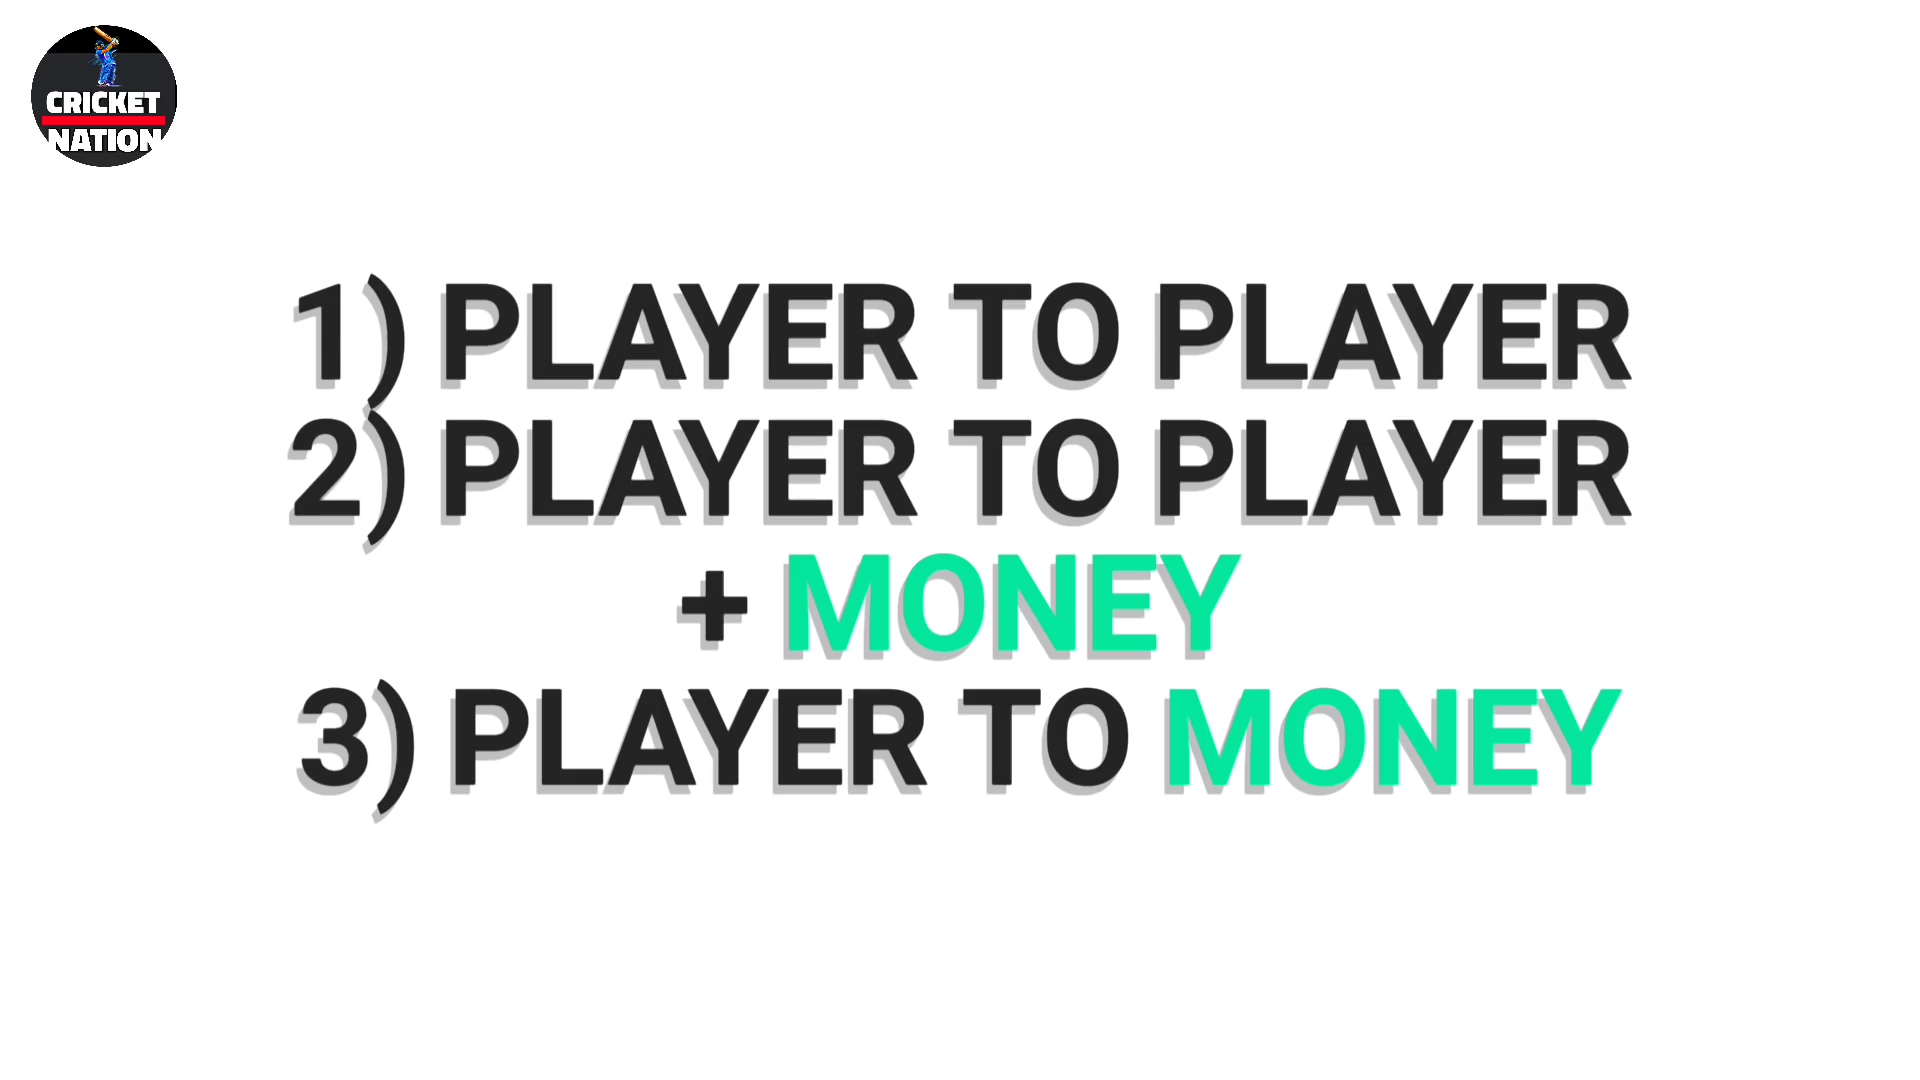 CRICKET
NATION
1) PLAYER TO PLAYER
2) PLAYER TO PLAYER
+ MONEY
3) PLAYER TO MONEY